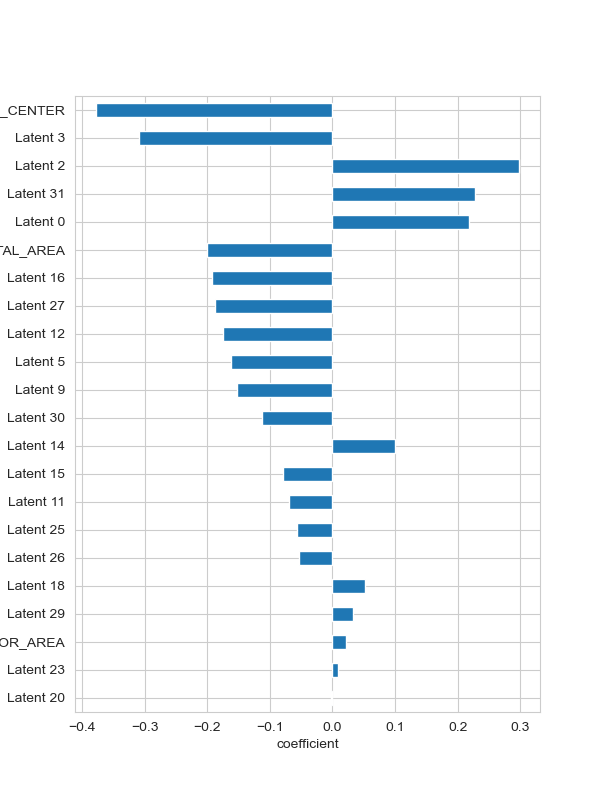 _CENTER
Latent 3
Latent 2
Latent 31
Latent 0
TAL_AREA
Latent 16
Latent 27
Latent 12
Latent 5
Latent 9
Latent 30
Latent 14
Latent 15
Latent 11
Latent 25
Latent 26
Latent 18
Latent 29
OR_AREA
Latent 23
Latent 20
−0.4 −0.3 −0.2 −0.1 0.0 0.1 0.2 0.3
coefficient